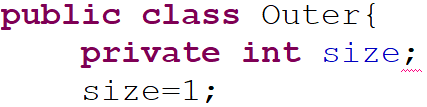 public class Outer{
    private int size;
    size=1;